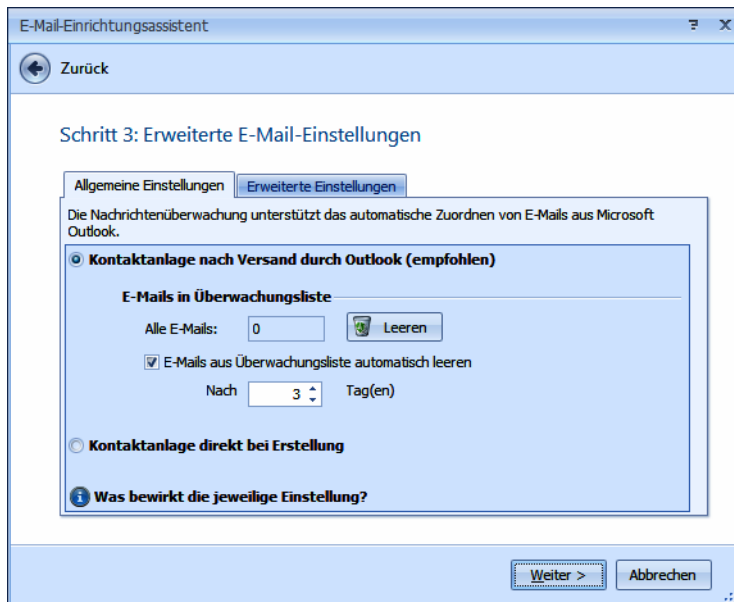 E-Mail-Einrichtungsassistent
Zurück
Schritt 3: Erweiterte E-Mail-Einstellungen
Allgemeine Einstellungen Erweiterte Einstellungen
Die Nachrichtenüberwachung unterstützt das automatische Zuordnen von E-Mails aus Microsoft
Outlook.
Kontaktanlage nach Versand durch Outlook (empfohlen)
E-Mails in Überwachungsliste
Alle E-Mails: 0 Leeren
E-Mails aus Überwachungsliste automatisch leeren
Nach 3 Tag(en)
Kontaktanlage direkt bei Erstellung
Was bewirkt die jeweilige Einstellung?
Weiter > Abbrechen